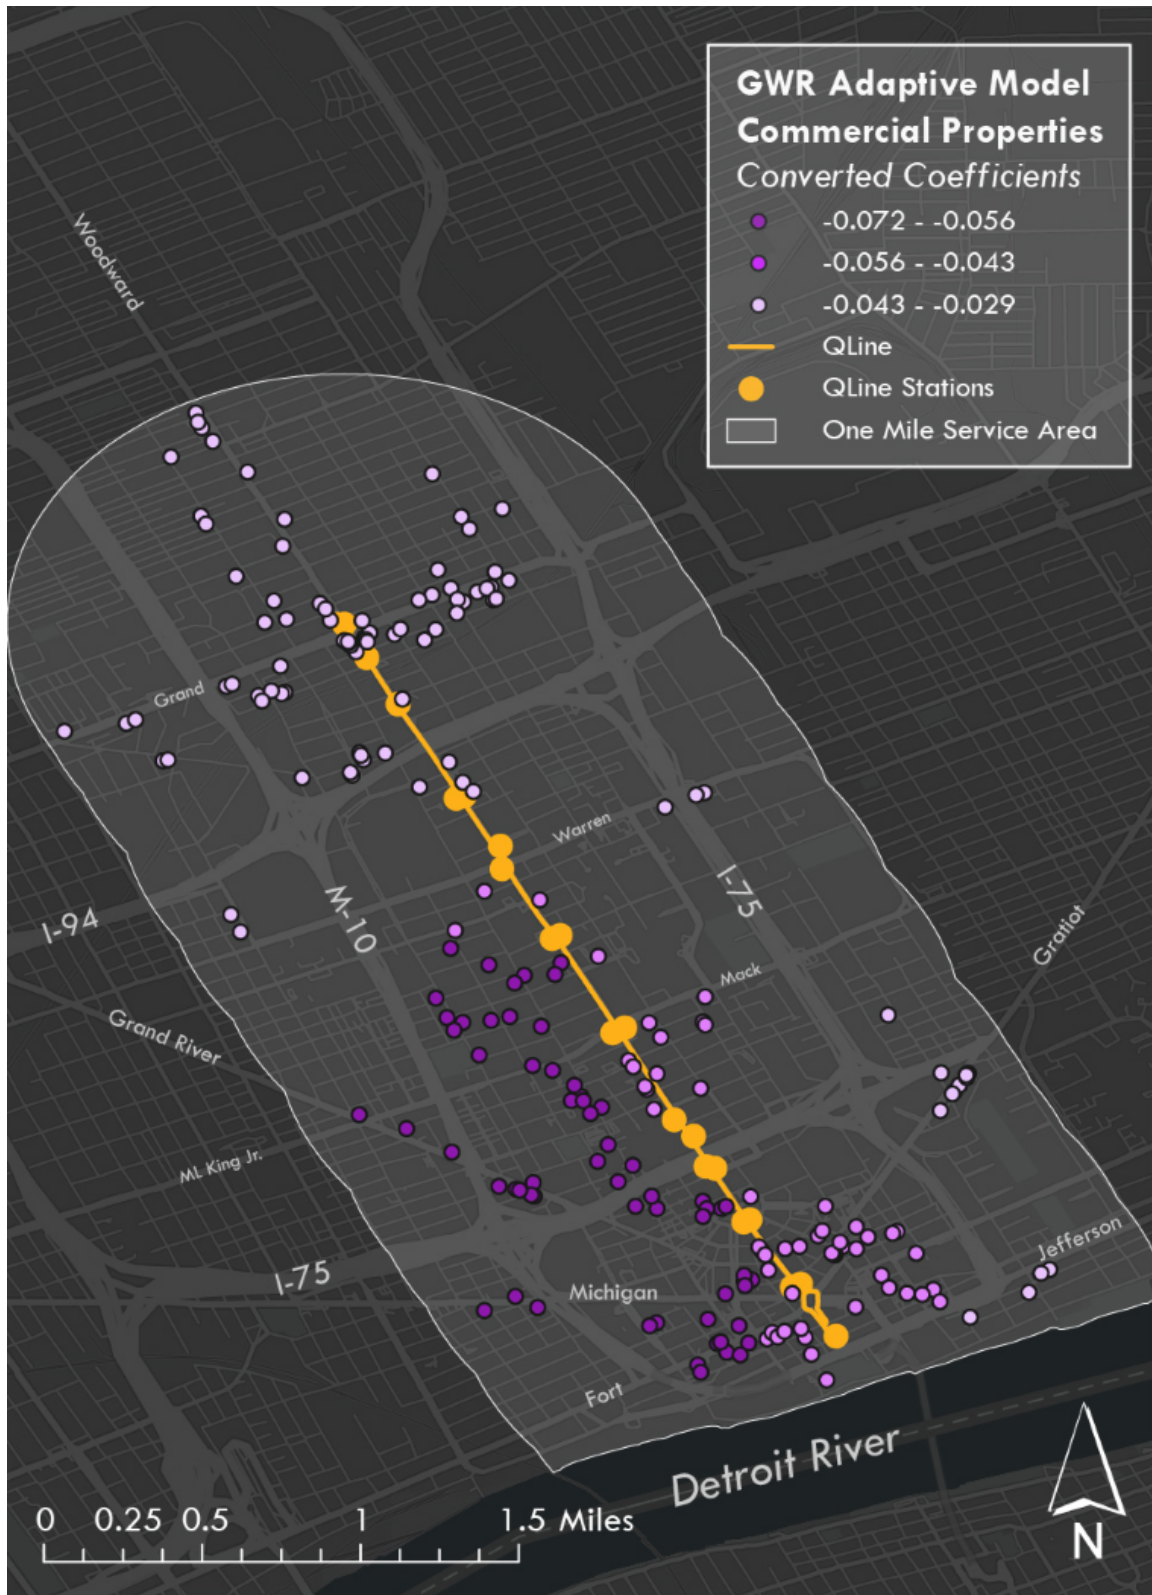 GWR Adaptive Model
Commercial Properties
Converted Coefficients
-0.072 - -0.056
-0.056 - -0.043
-0.043 - -0.029
QLine
QLine Stations
One Mile Service Area
Woodward
Grand
Warren
I-75
M-10
I-94
Gratiot
Mack
Grand River
ML King Jr.
Jefferson
I-75
Michigan
Fort
Detroit River
0 0.25 0.5 1 1.5 Miles
N